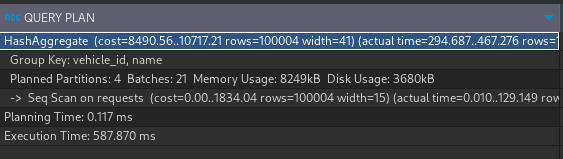 ABC QUERY PLAN
HashAggregate (cost=8490.56..10717.21 rows=100004 width=41) (actual time=294.687..467.276 rows=
Group Key: vehicle_id, name
Planned Partitions: 4 Batches: 21 Memory Usage: 8249kB Disk Usage: 3680kB
-> Seq Scan on requests (cost=0.00..1834.04 rows=100004 width=15) (actual time=0.010..129.149 row
Planning Time: 0.117 ms
Execution Time: 587.870 ms